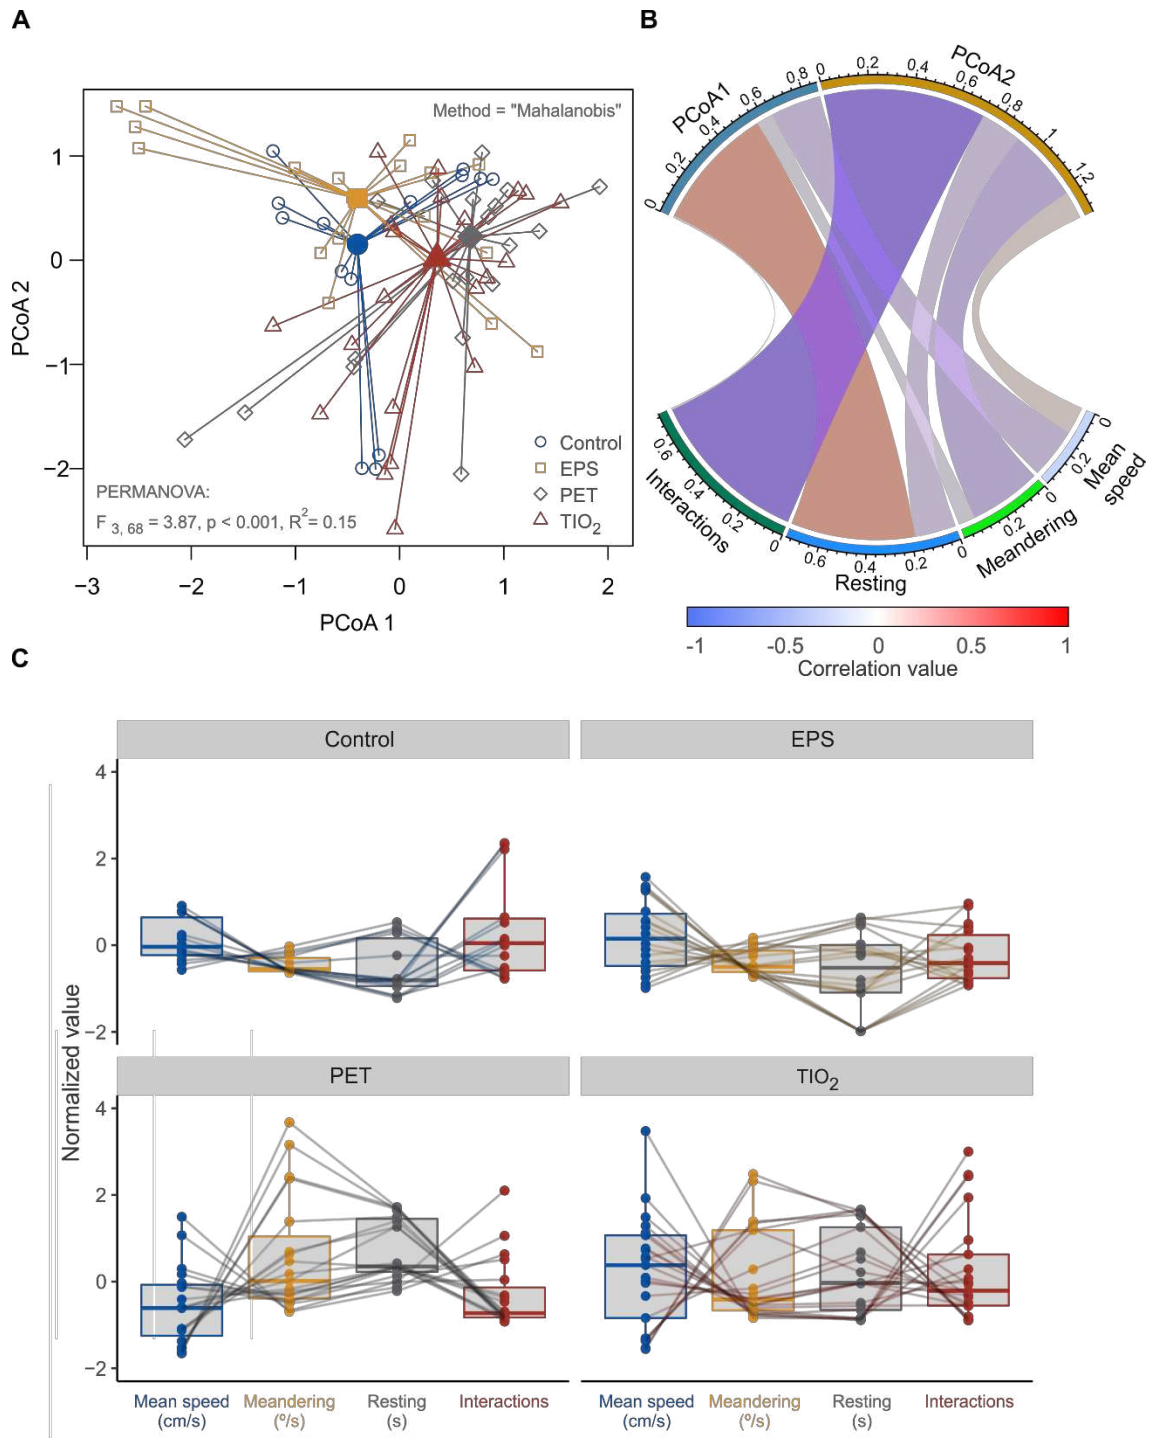 A
Method = "Mahalanobis"
1
0
−1
−2
PCoA 2
Control
EPS
PET
TIO2
PERMANOVA:
F 3, 68 = 3.87, p < 0.001, R2= 0.15
−3
−2
−1
0
1
2
PCoA 1
B
PCoA1
0
0.2
0.4
0.6
0.8
PCoA2
0
0.2
0.4
0.6
0.8
1
1.2
Interactions
0.6
0.4
0.2
0
Resting
0.6
0.4
0.2
0
Meandering
0.2
0
Mean
speed
0.2
0
-1
-0.5
0
0.5
1
Correlation value
C
Control
EPS
4
2
0
−2
Normalized value
PET
TIO2
4
2
0
−2
Mean speed
(cm/s)
Meandering
(º/s)
Resting
(s)
Interactions
Mean speed
(cm/s)
Meandering
(º/s)
Resting
(s)
Interactions